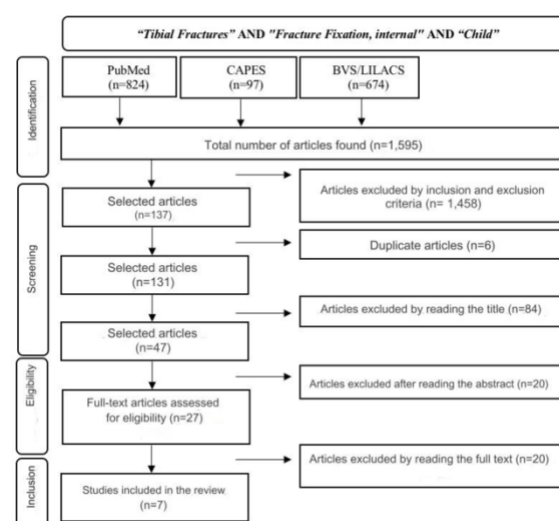 “Tibial Fractures” AND "Fracture Fixation, internal" AND “Child”
Identification
PubMed
(n=824)
CAPES
(n=97)
BVS/LILACS
(n=674)
Total number of articles found (n=1,595)
Screening
Selected articles
(n=137)
Articles excluded by inclusion and exclusion
criteria (n= 1,458)
Duplicate articles (n=6)
Selected articles
(n=131)
Articles excluded by reading the title (n=84)
Selected articles
(n=47)
Eligibility
Articles excluded after reading the abstract (n=20)
Full-text articles assessed
for eligibility (n=27)
Articles excluded by reading the full text (n=20)
Inclusion
Studies included in the review
(n=7)